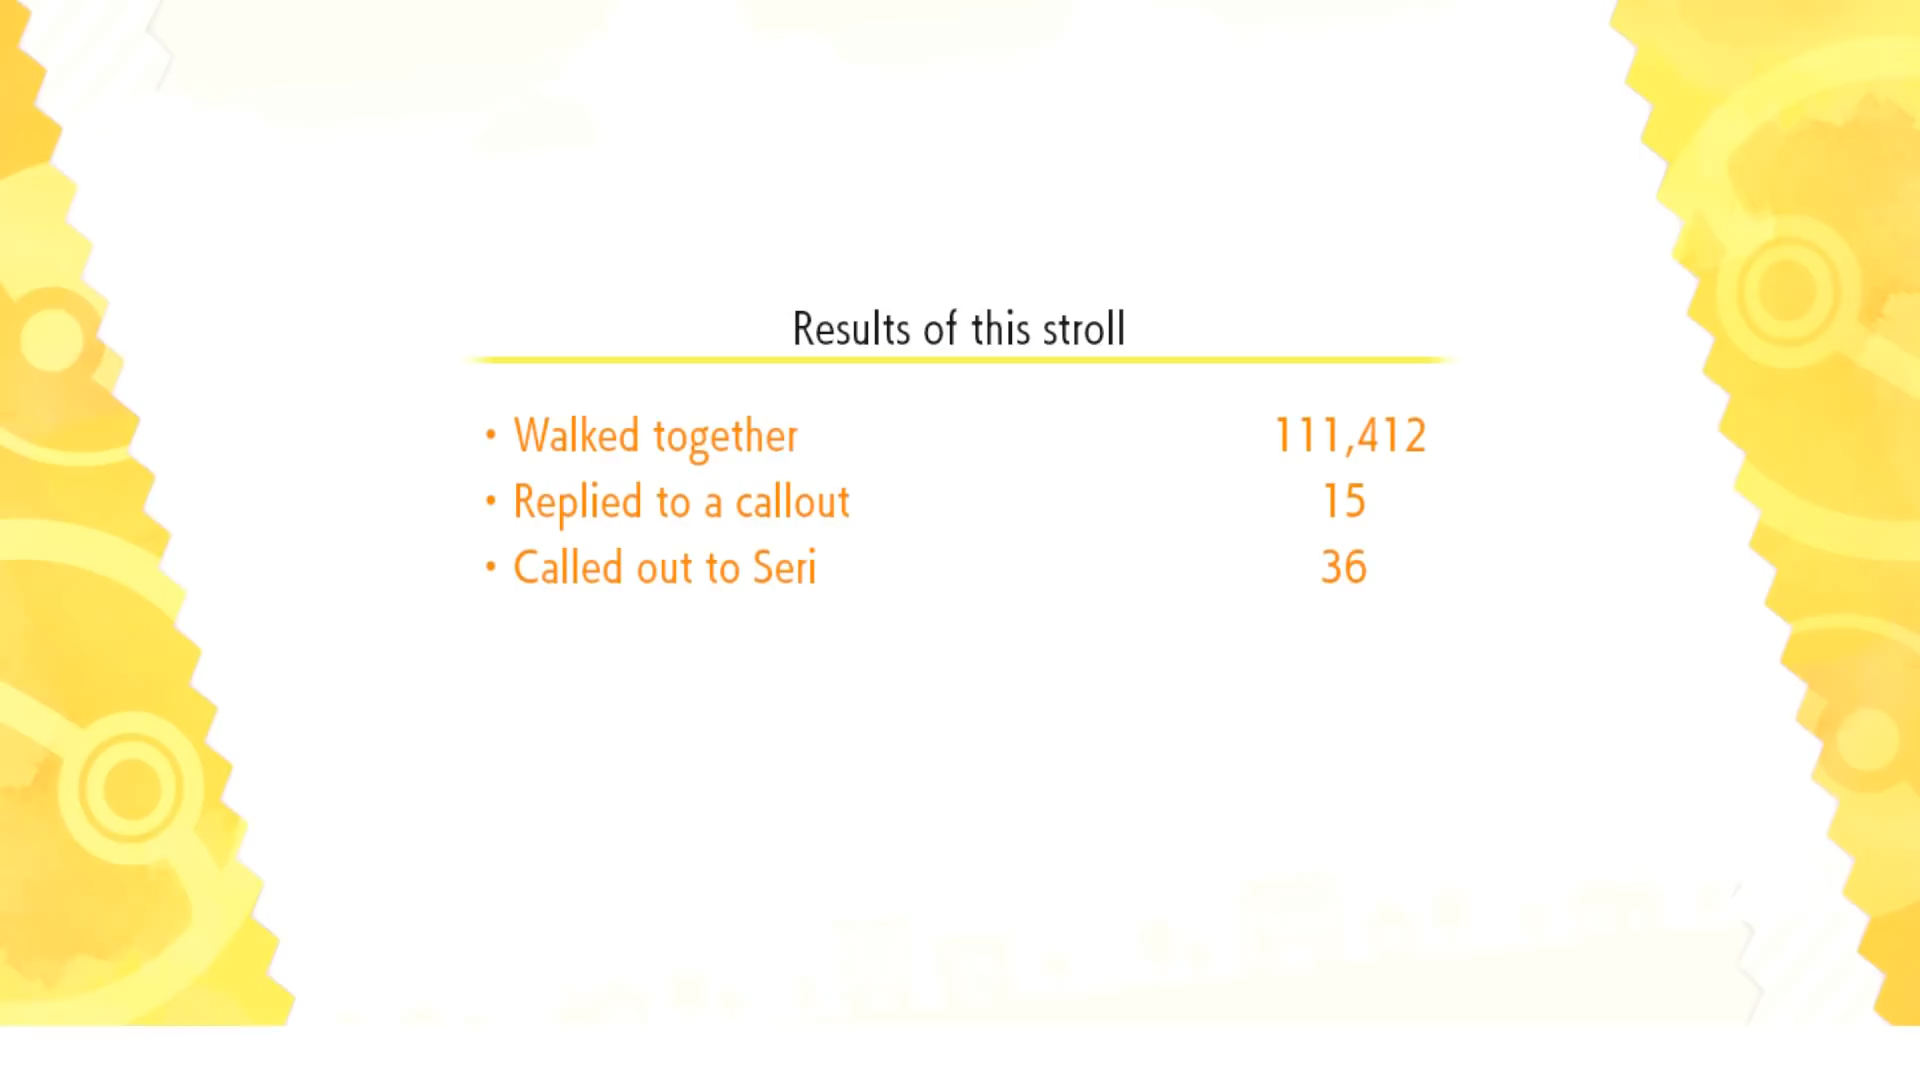 Results of this stroll
• Walked together 111,412
• Replied to a callout 15
• Called out to Seri 36